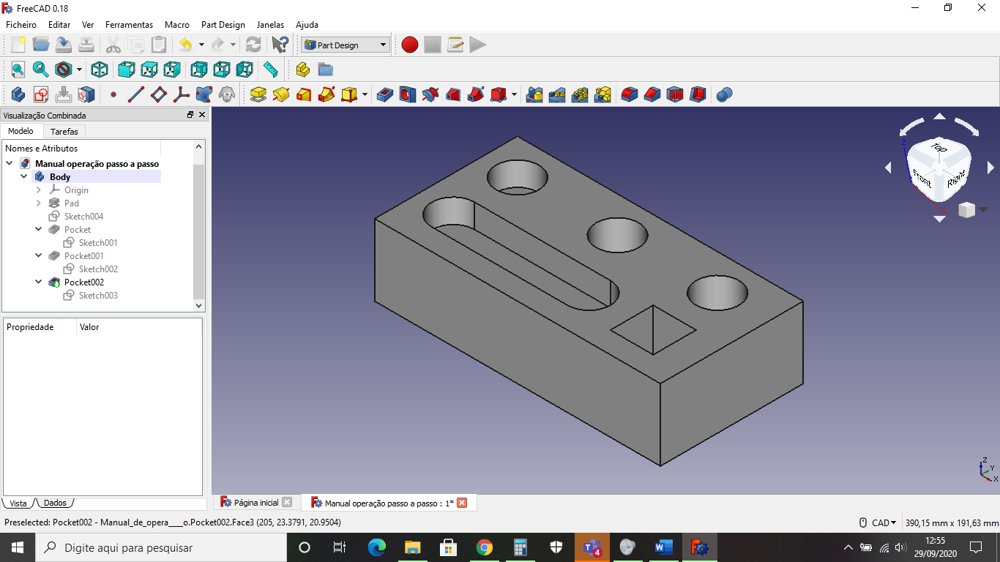 FreeCAD 0.18
Ficheiro Editar Ver Ferramentas Macro Part Design Janelas Ajuda
Part Design
Visualização Combinada
Modelo Tarefas
Nomes e Atributos
Manual operação passo a passo
Body
Origin
Pad
Sketch004
Pocket
Sketch001
Pocket001
Sketch002
Pocket002
Sketch003
Propriedade Valor
Top
Front
Right
Z
X
Z
Y
X
Vista Dados
Página inicial
Manual operação passo a passo : 1*
Preselected: Pocket002 - Manual_de_opera____o.Pocket002.Face3 (205, 23.3791, 20.9504)
CAD
390,15 mm x 191,63 mm
Digite aqui para pesquisar
4
12:55
29/09/2020